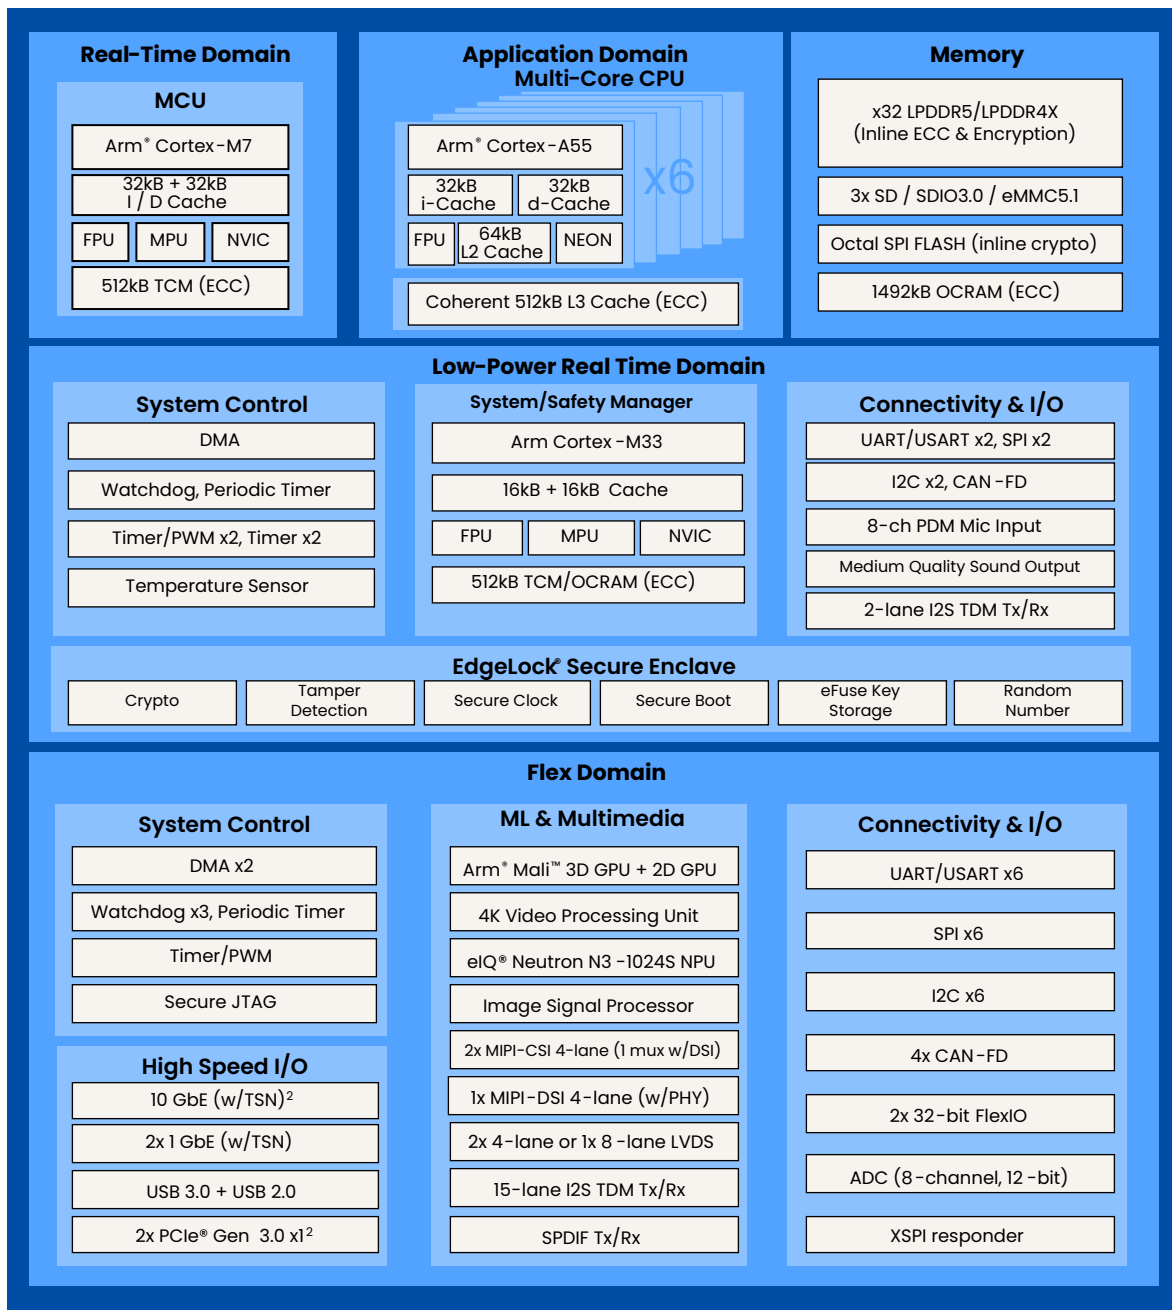 Real-Time Domain
MCU
Arm® Cortex-M7
32kB + 32kB
I / D Cache
FPU
MPU
NVIC
512kB TCM (ECC)
Application Domain
Multi-Core CPU
Arm® Cortex-A55
32kB
i-Cache
32kB
d-Cache
FPU
64kB
L2 Cache
NEON
x6
Coherent 512kB L3 Cache (ECC)
Memory
x32 LPDDR5/LPDDR4X
(Inline ECC & Encryption)
3x SD / SDIO3.0 / eMMC5.1
Octal SPI FLASH (inline crypto)
1492kB OCRAM (ECC)
Low-Power Real Time Domain
System Control
DMA
Watchdog, Periodic Timer
Timer/PWM x2, Timer x2
Temperature Sensor
System/Safety Manager
Arm Cortex-M33
16kB + 16kB Cache
FPU
MPU
NVIC
512kB TCM/OCRAM (ECC)
Connectivity & I/O
UART/USART x2, SPI x2
I2C x2, CAN-FD
8-ch PDM Mic Input
Medium Quality Sound Output
2-lane I2S TDM Tx/Rx
EdgeLock® Secure Enclave
Crypto
Tamper
Detection
Secure Clock
Secure Boot
eFuse Key
Storage
Random
Number
Flex Domain
System Control
DMA x2
Watchdog x3, Periodic Timer
Timer/PWM
Secure JTAG
High Speed I/O
10 GbE (w/TSN)²
2x 1 GbE (w/TSN)
USB 3.0 + USB 2.0
2x PCIe® Gen 3.0 x1²
ML & Multimedia
Arm® Mali™ 3D GPU + 2D GPU
4K Video Processing Unit
eIQ® Neutron N3-1024S NPU
Image Signal Processor
2x MIPI-CSI 4-lane (1 mux w/DSI)
1x MIPI-DSI 4-lane (w/PHY)
2x 4-lane or 1x 8-lane LVDS
15-lane I2S TDM Tx/Rx
SPDIF Tx/Rx
Connectivity & I/O
UART/USART x6
SPI x6
I2C x6
4x CAN-FD
2x 32-bit FlexIO
ADC (8-channel, 12-bit)
XSPI responder